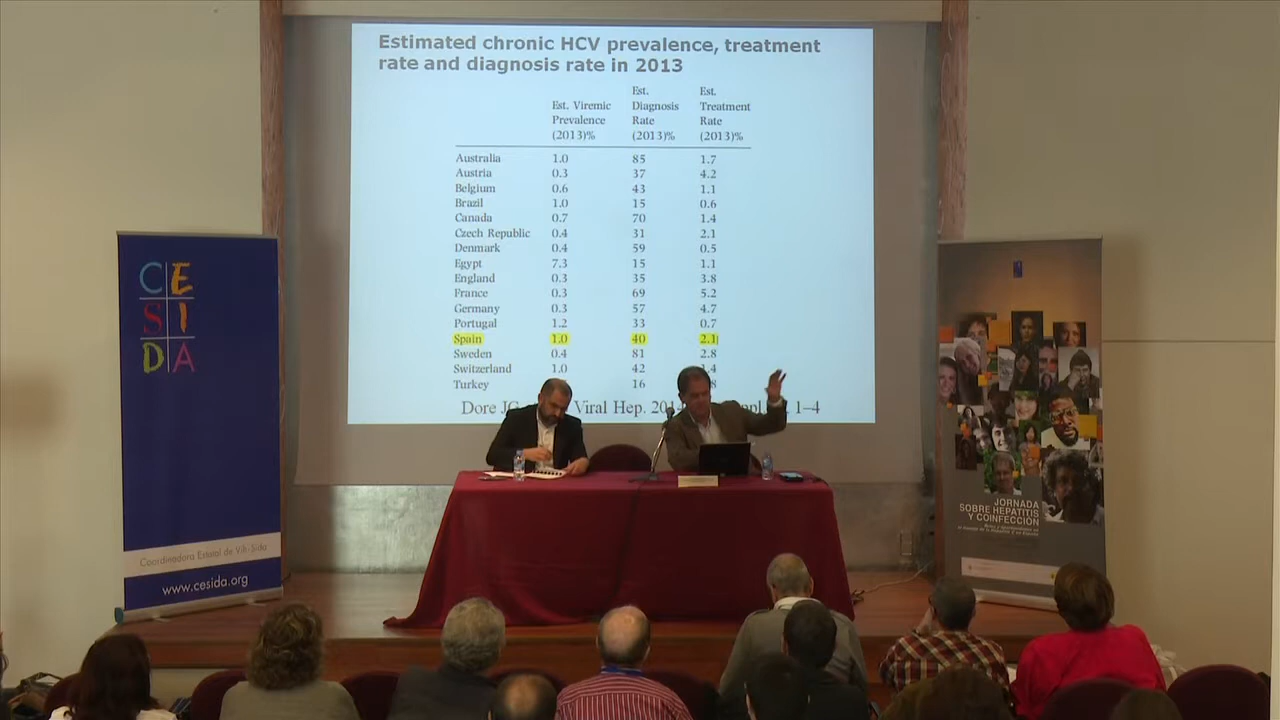 Estimated chronic HCV prevalence, treatment
rate and diagnosis rate in 2013
Est. Viremic Prevalence (2013)% Est. Diagnosis Rate (2013)% Est. Treatment Rate (2013)%
Australia 1.0 85 1.7
Austria 0.3 37 4.2
Belgium 0.6 43 1.1
Brazil 1.0 15 0.6
Canada 0.7 70 1.4
Czech Republic 0.4 31 2.1
Denmark 0.4 59 0.5
Egypt 7.3 15 1.1
England 0.3 35 3.8
France 0.3 69 5.2
Germany 0.3 57 4.7
Portugal 1.2 33 0.7
Spain 1.0 40 2.1
Sweden 0.4 81 2.8
Switzerland 1.0 42 .4
Turkey 16
Dore JG Viral Hep. 201 1–4
CE
SI
DA
Coordinadora Estatal de Vih-Sida
www.cesida.org
JORNADA
SOBRE HEPATITIS
Y COINFECCIÓN